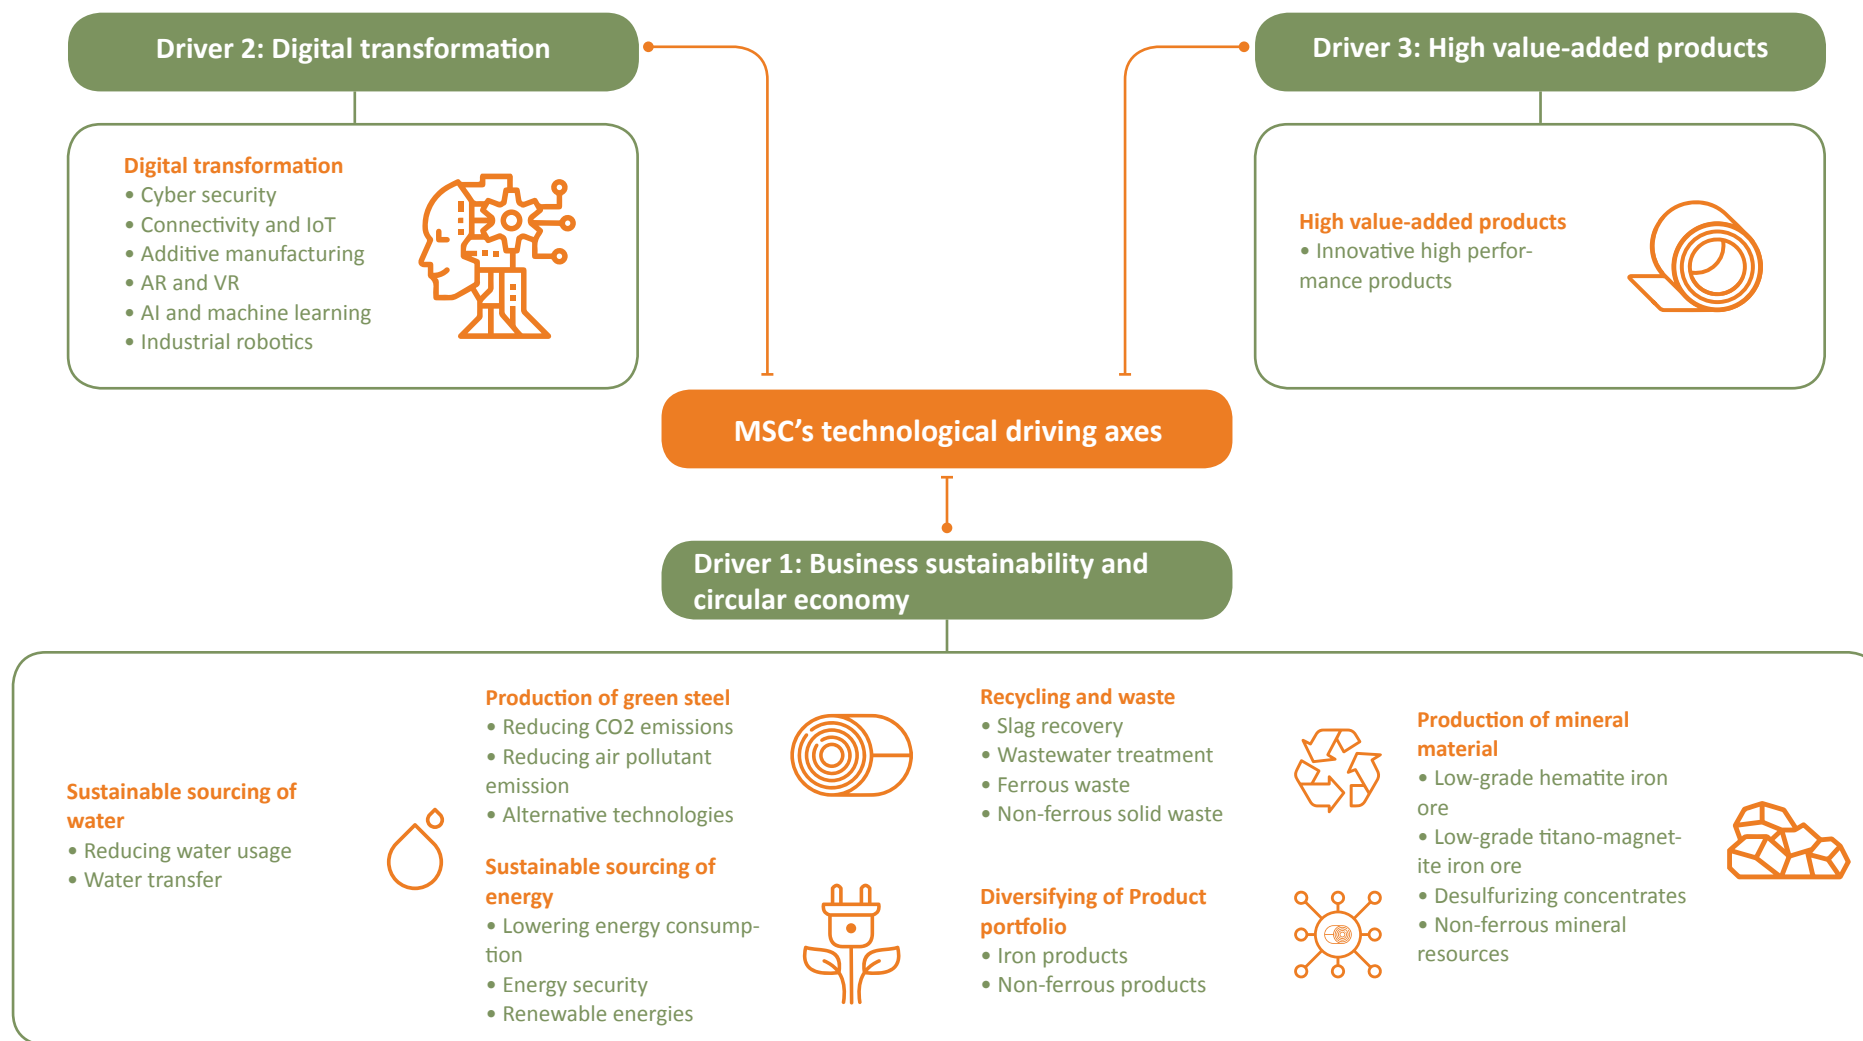 Driver 2: Digital transformation
Digital transformation
• Cyber security
• Connectivity and IoT
• Additive manufacturing
• AR and VR
• AI and machine learning
• Industrial robotics
Driver 3: High value-added products
High value-added products
• Innovative high perfor-
mance products
MSC’s technological driving axes
Driver 1: Business sustainability and
circular economy
Sustainable sourcing of
water
• Reducing water usage
• Water transfer
Production of green steel
• Reducing CO2 emissions
• Reducing air pollutant
emission
• Alternative technologies
Sustainable sourcing of
energy
• Lowering energy consump-
tion
• Energy security
• Renewable energies
Recycling and waste
• Slag recovery
• Wastewater treatment
• Ferrous waste
• Non-ferrous solid waste
Diversifying of Product
portfolio
• Iron products
• Non-ferrous products
Production of mineral
material
• Low-grade hematite iron
ore
• Low-grade titano-magnet-
ite iron ore
• Desulfurizing concentrates
• Non-ferrous mineral
resources